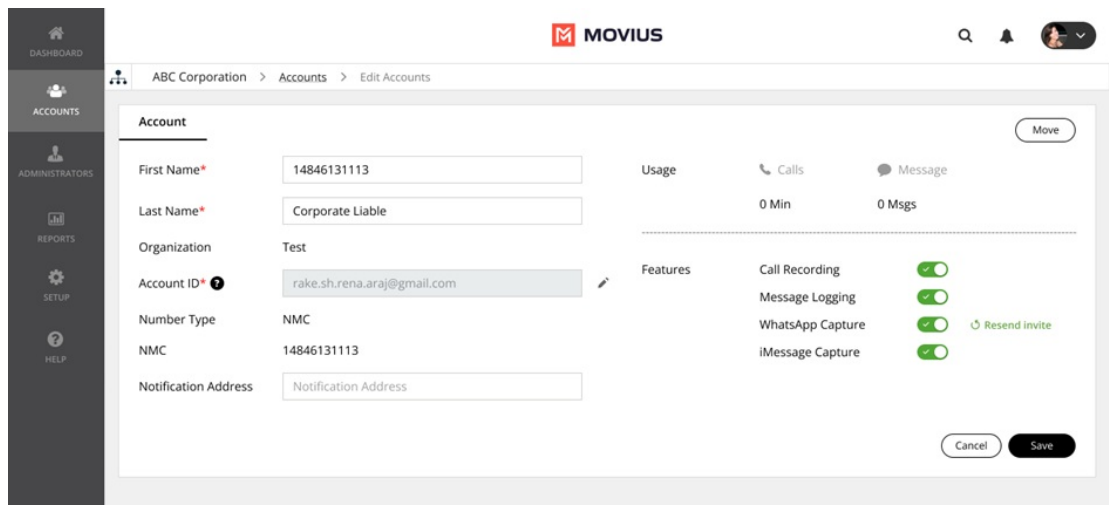 MOVIUS
DASHBOARD
ACCOUNTS
ADMINISTRATORS
REPORTS
SETUP
HELP
ABC Corporation > Accounts > Edit Accounts
Account
Move
First Name* 14846131113
Last Name* Corporate Liable
Organization Test
Account ID* ? rake.sh.rena.araj@gmail.com
Number Type NMC
NMC 14846131113
Notification Address Notification Address
Usage Calls Message
0 Min 0 Msgs
Features Call Recording
Message Logging
WhatsApp Capture Resend invite
iMessage Capture
Cancel Save